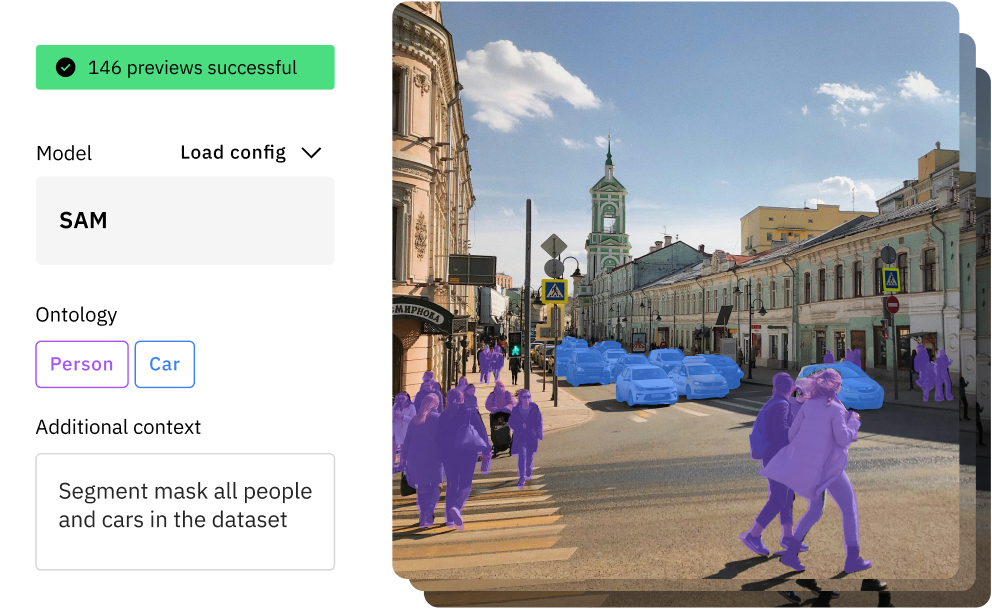 146 previews successful
Model
Load config
SAM
Ontology
Person
Car
Additional context
Segment mask all people
and cars in the dataset
СМИРНОВА